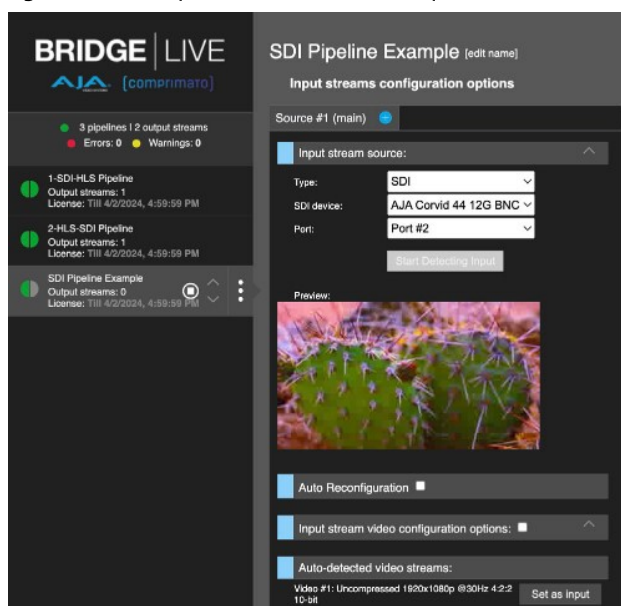 BRIDGE | LIVE
AJA [comprimato]
3 pipelines | 2 output streams
Errors: 0 Warnings: 0
1-SDI-HLS Pipeline
Output streams: 1
License: Till 4/2/2024, 4:59:59 PM
2-HLS-SDI Pipeline
Output streams: 1
License: Till 4/2/2024, 4:59:59 PM
SDI Pipeline Example
Output streams: 0
License: Till 4/2/2024, 4:59:59 PM
SDI Pipeline Example [edit name]
Input streams configuration options
Source #1 (main)
Input stream source:
Type: SDI
SDI device: AJA Corvid 44 12G BNC
Port: Port #2
Start Detecting Input
Preview:
Auto Reconfiguration
Input stream video configuration options:
Auto-detected video streams:
Video #1: Uncompressed 1920x1080p @30Hz 4:2:2
10-bit
Set as input